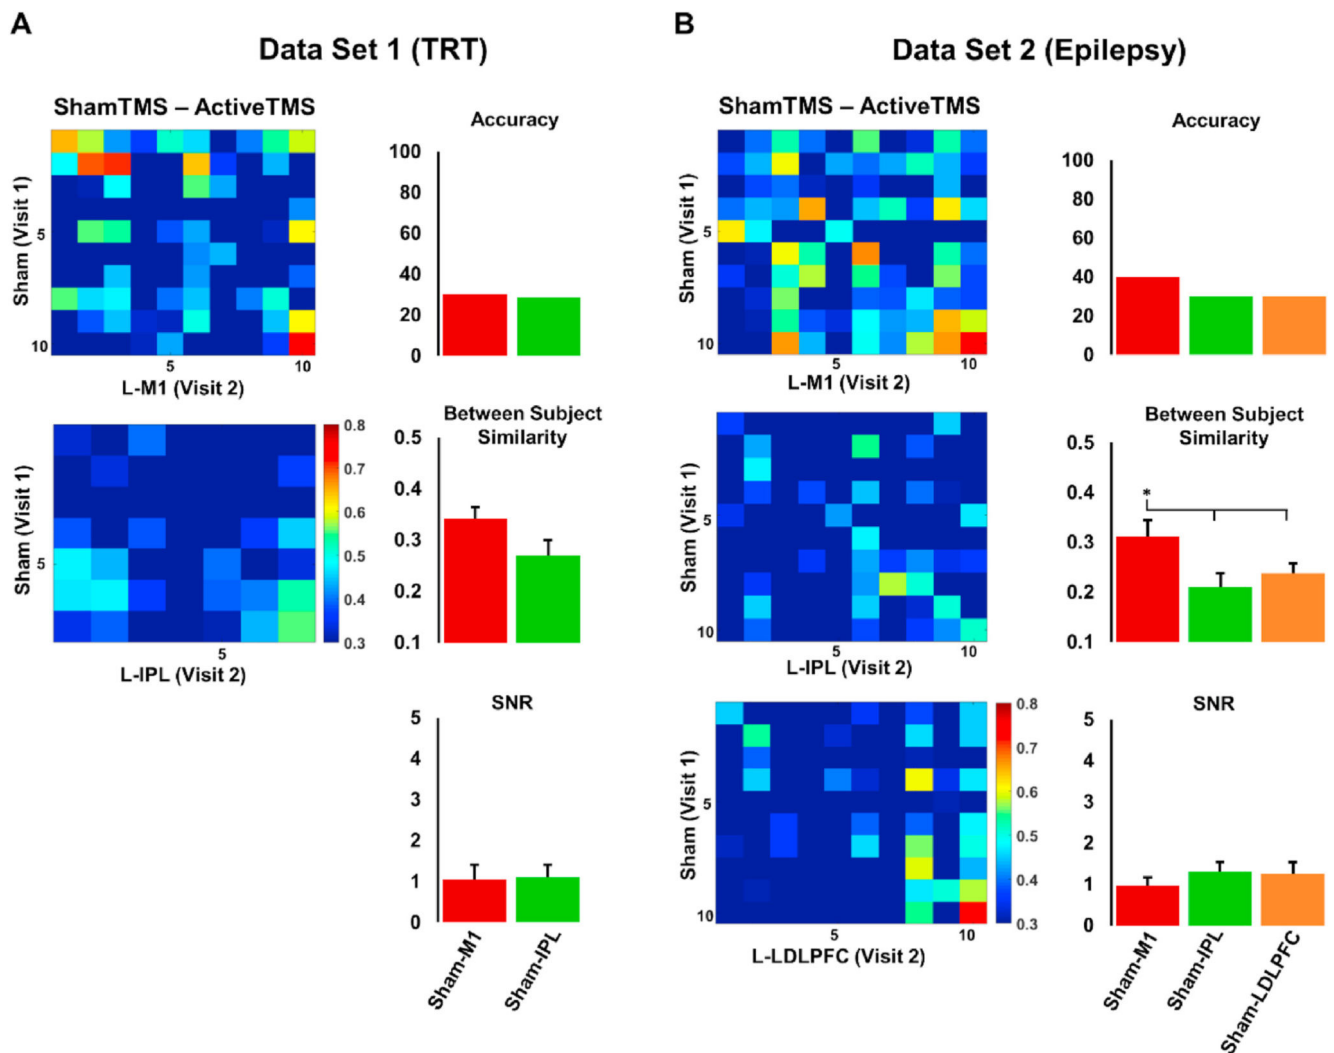 A
Data Set 1 (TRT)
ShamTMS – ActiveTMS
Sham (Visit 1)
5
10
5
10
L-M1 (Visit 2)
Accuracy
100
80
60
40
20
0
Sham (Visit 1)
5
5
L-IPL (Visit 2)
0.8
0.7
0.6
0.5
0.4
0.3
Between Subject
Similarity
0.5
0.4
0.3
0.2
0.1
SNR
5
4
3
2
1
0
Sham-M1
Sham-IPL
B
Data Set 2 (Epilepsy)
ShamTMS – ActiveTMS
Sham (Visit 1)
5
10
5
10
L-M1 (Visit 2)
Accuracy
100
80
60
40
20
0
Sham (Visit 1)
5
10
5
10
L-IPL (Visit 2)
Between Subject
Similarity
0.5
0.4
0.3
0.2
0.1
*
Sham (Visit 1)
5
10
5
10
L-LDLPFC (Visit 2)
0.8
0.7
0.6
0.5
0.4
0.3
SNR
5
4
3
2
1
0
Sham-M1
Sham-IPL
Sham-LDLPFC